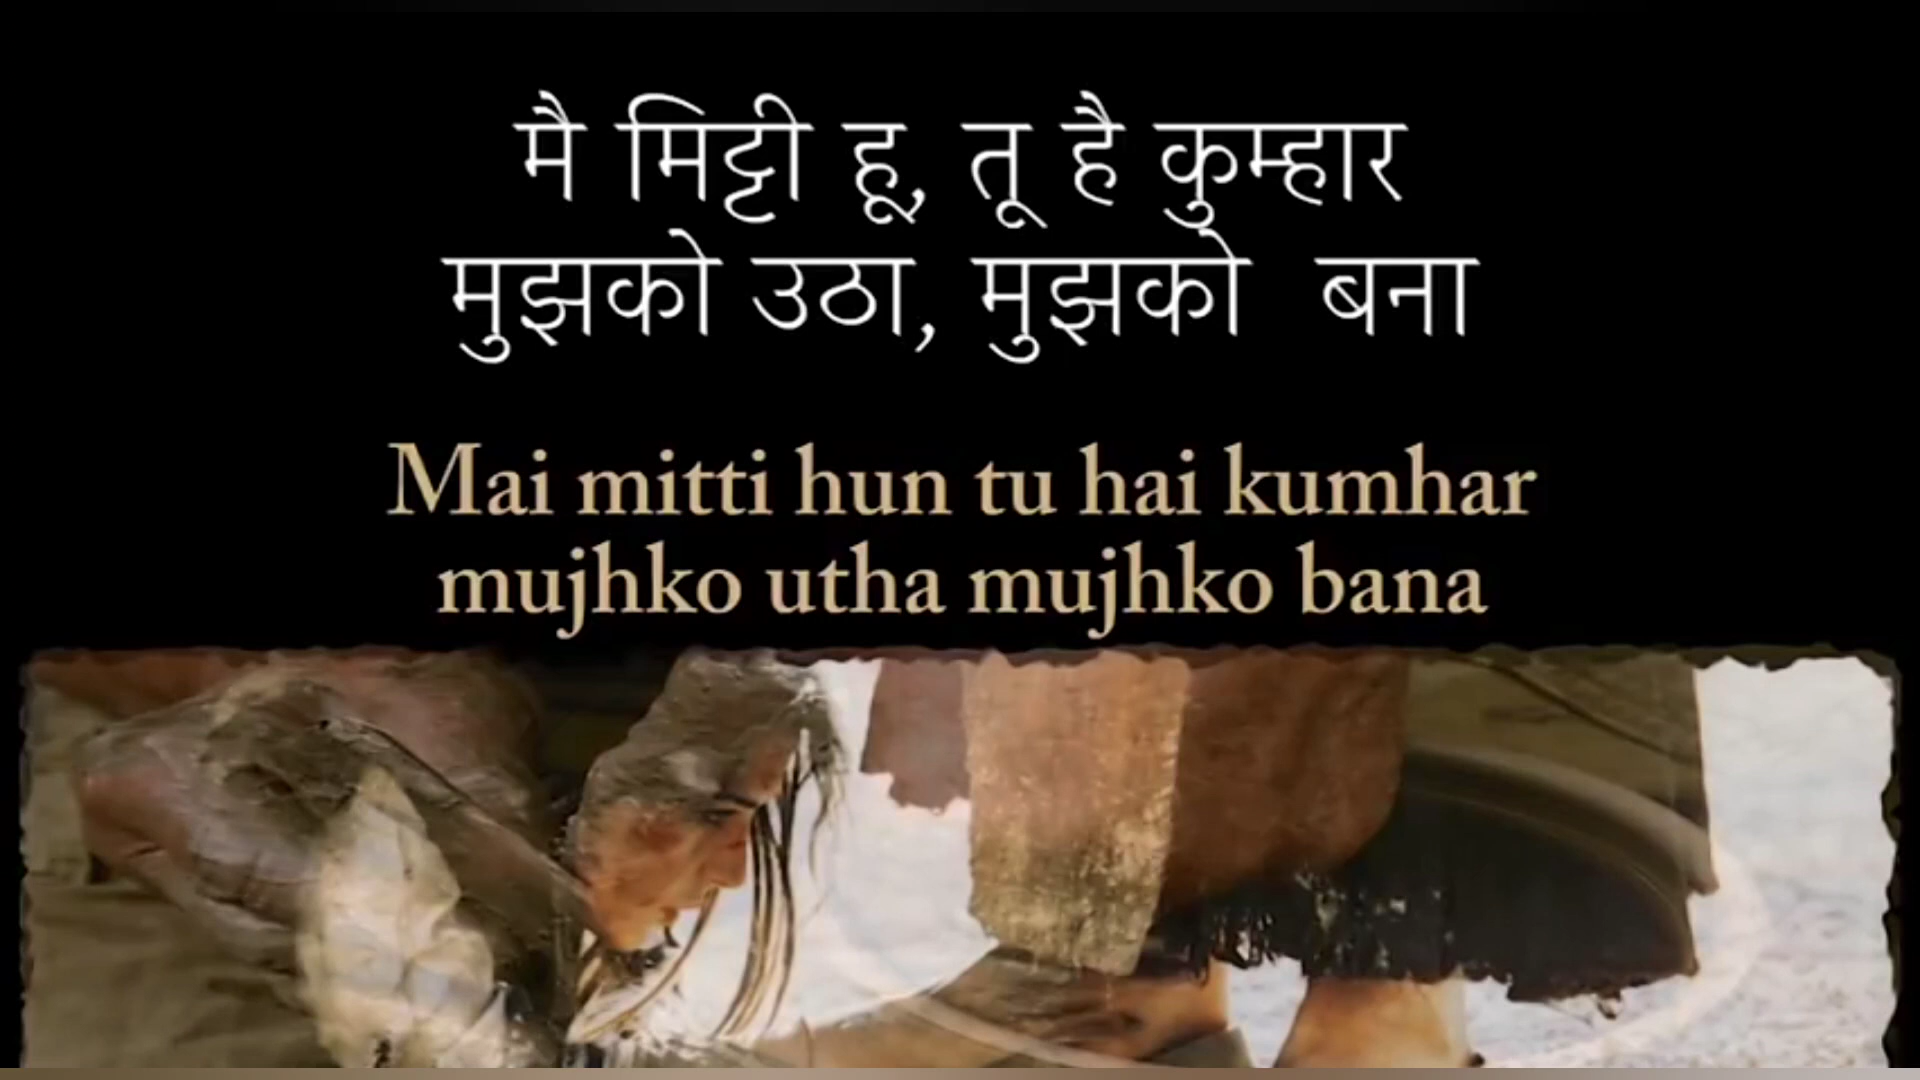 मै मिट्टी हू, तू है कुम्हार
मुझको उठा, मुझको बना
Mai mitti hun tu hai kumhar
mujhko utha mujhko bana